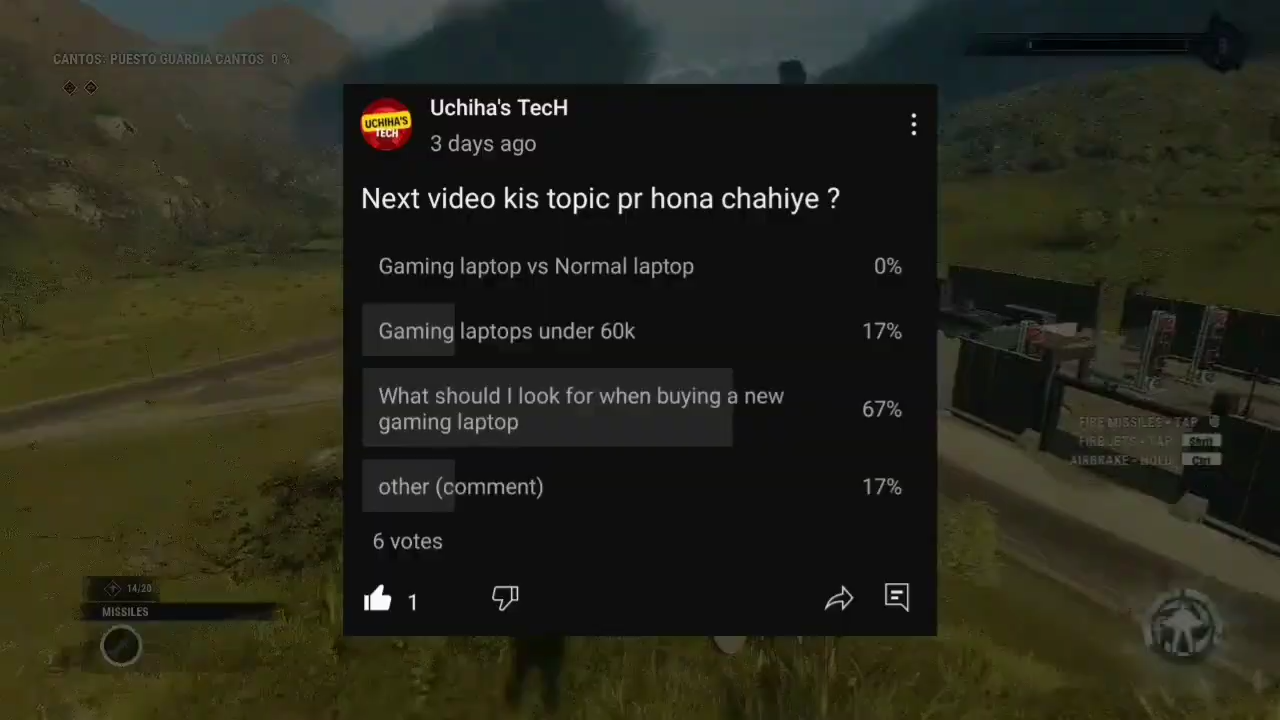 CANTOS: PUESTO GUARDIA CANTOS 0 %
UCHIHA'S
TECH
Uchiha's TecH
3 days ago
Next video kis topic pr hona chahiye ?
Gaming laptop vs Normal laptop 0%
Gaming laptops under 60k 17%
What should I look for when buying a new
gaming laptop 67%
other (comment) 17%
6 votes
1
FIRE MISSILES - TAP
FIRE JETS - TAP Shift
AIRBRAKE - HOLD Ctrl
14/20
MISSILES